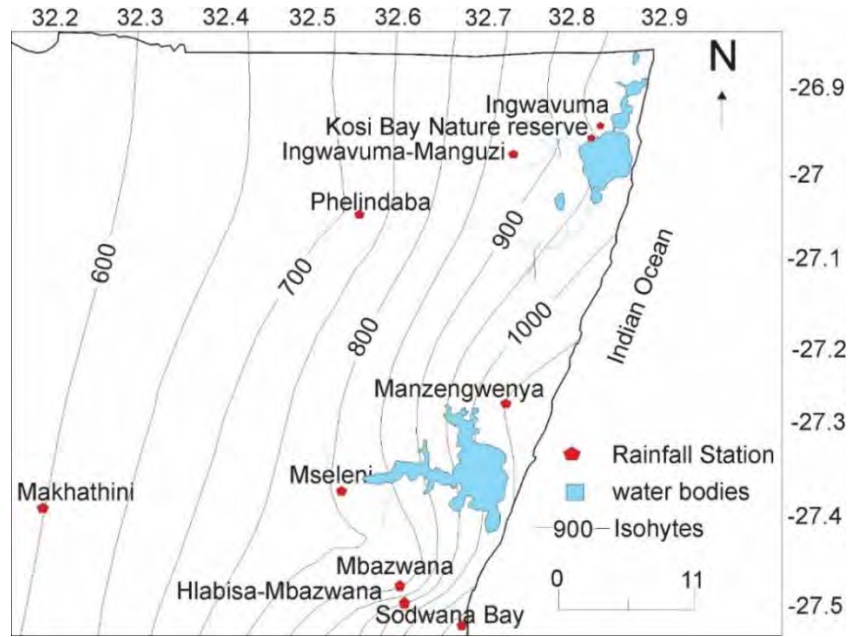 32.2 32.3 32.4 32.5 32.6 32.7 32.8 32.9
N
-26.9
Ingwavuma
Kosi Bay Nature reserve
Ingwavuma-Manguzi
-27
Phelindaba
900
600
700
-27.1
Indian Ocean
800
1000
-27.2
Manzengwenya
-27.3
Rainfall Station
Mseleni
Makhathini
water bodies
-27.4
900 Isohytes
Mbazwana
Hlabisa-Mbazwana
0 11
Sodwana Bay
-27.5